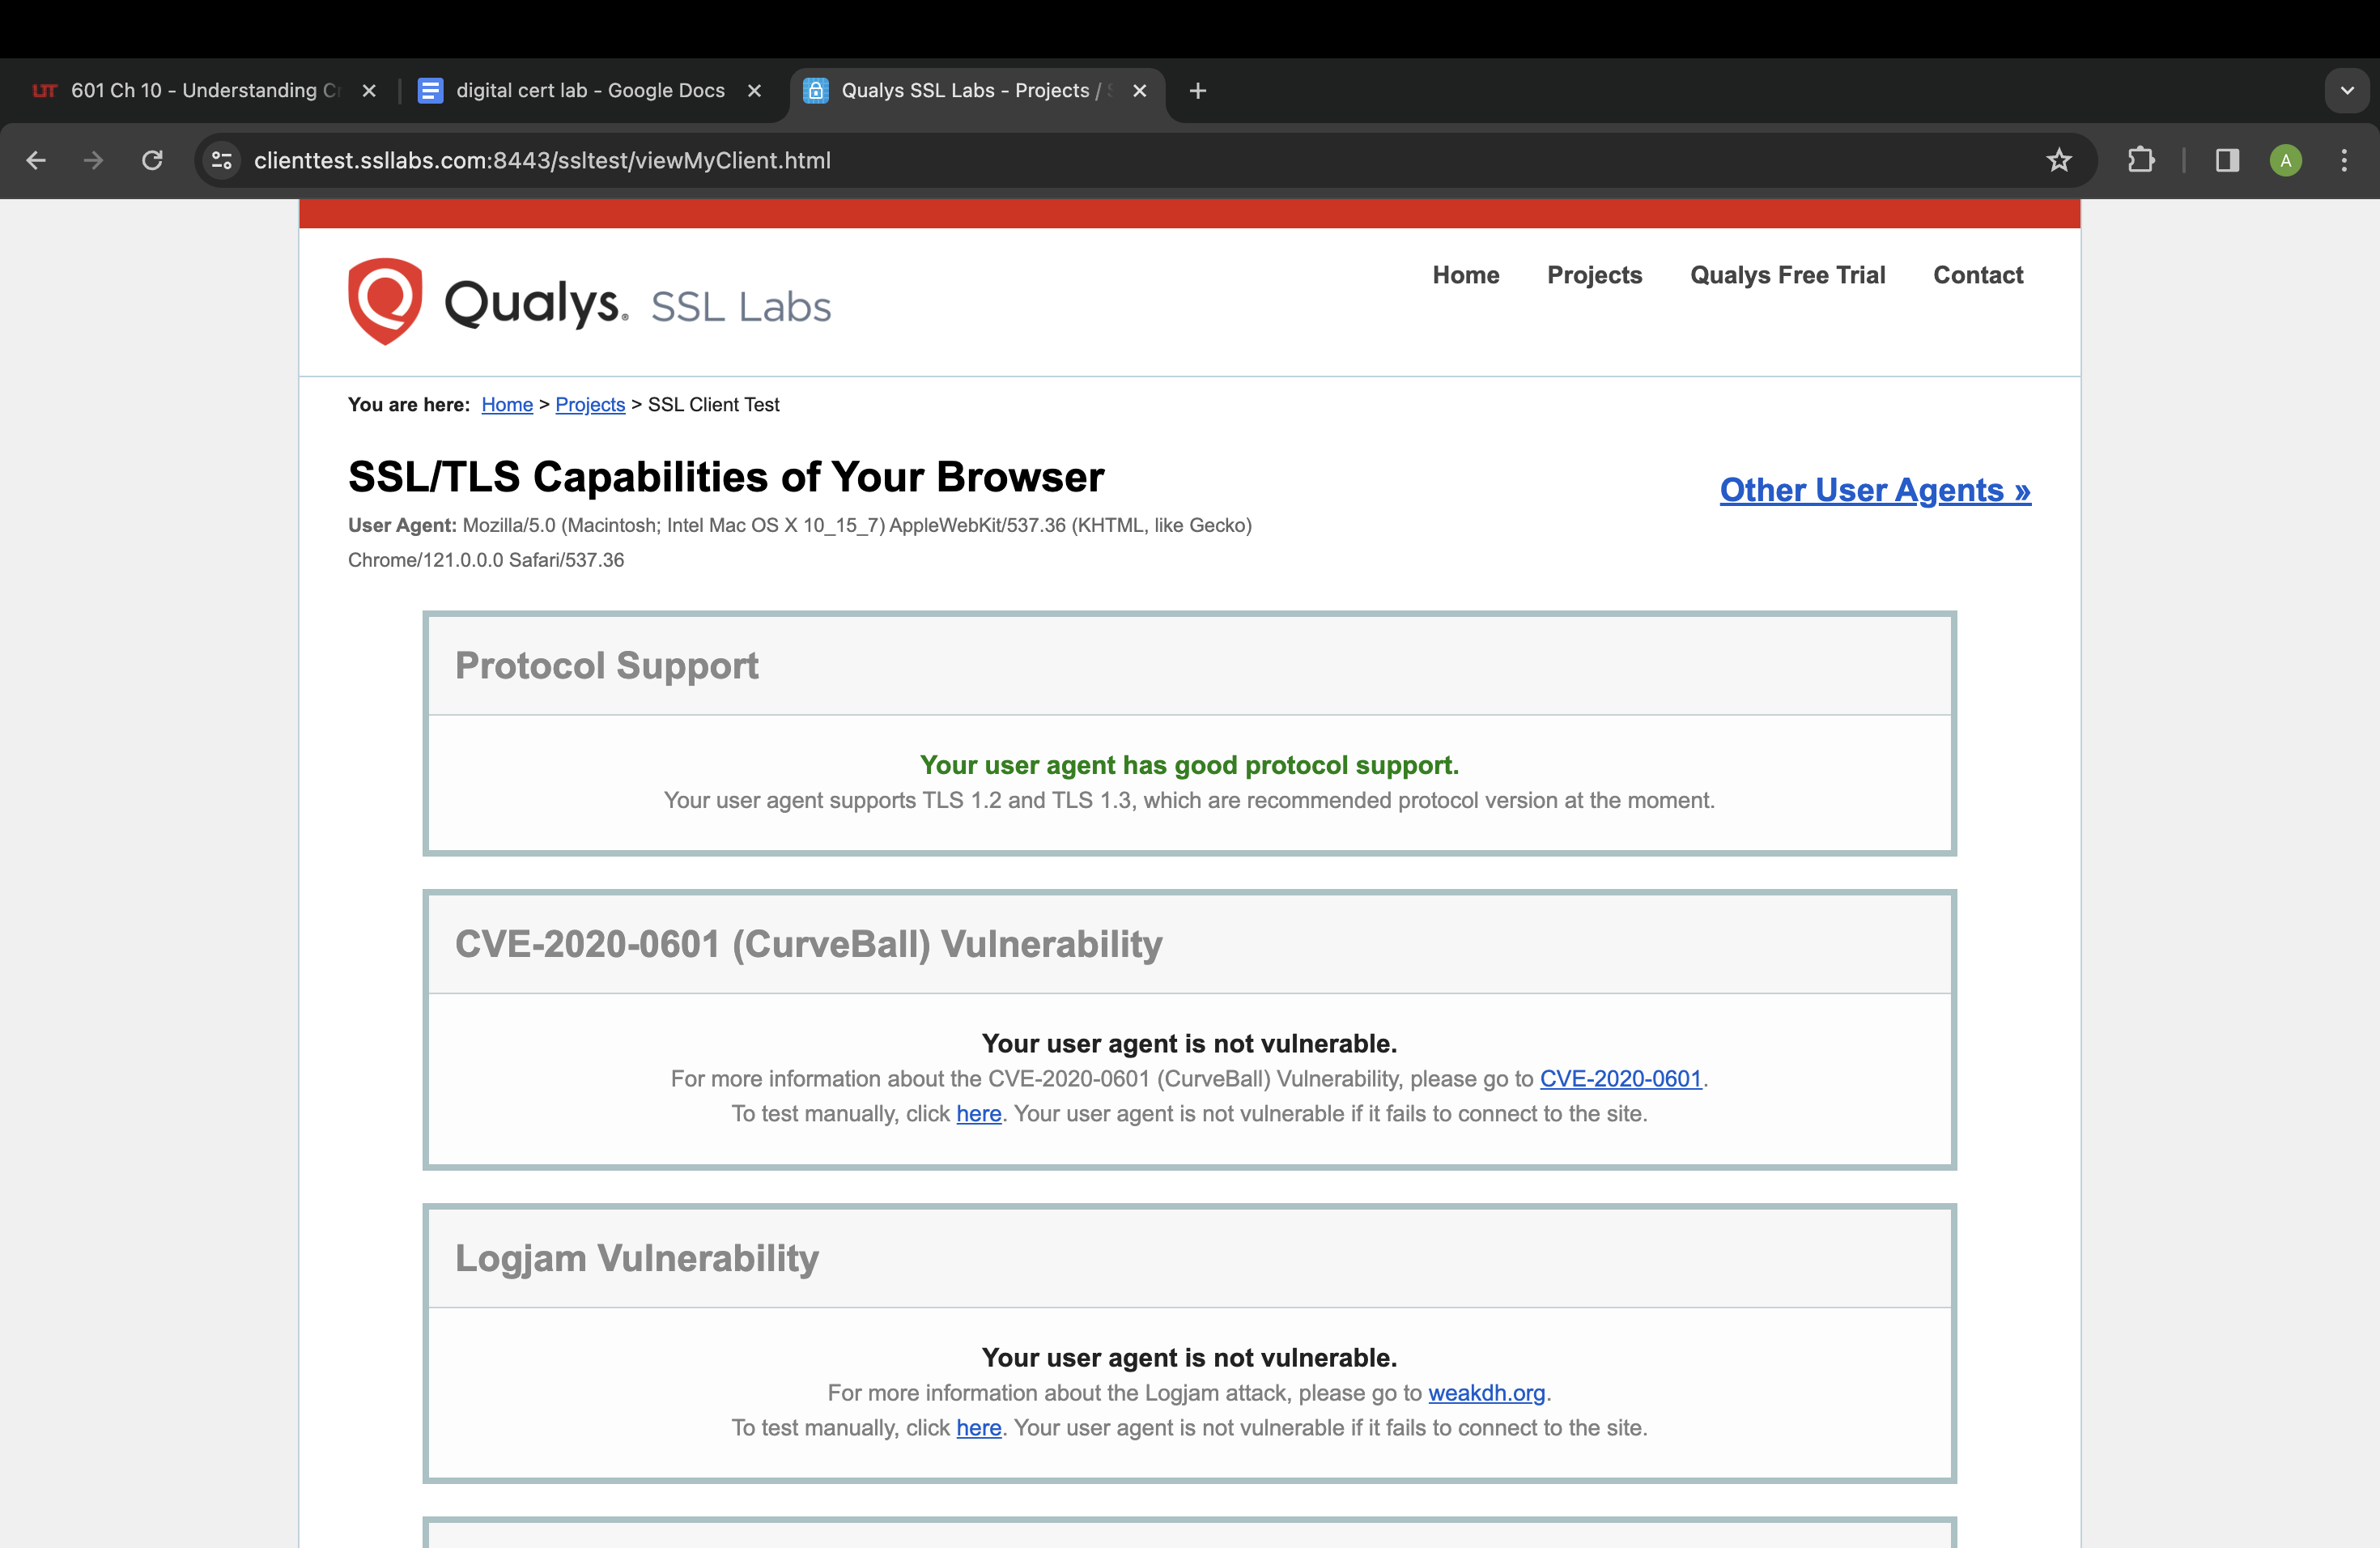 601 Ch 10 - Understanding
digital cert lab - Google Docs
Qualys SSL Labs - Projects /
clienttest.ssllabs.com:8443/ssltest/viewMyClient.html
A
Qualys. SSL Labs
Home Projects Qualys Free Trial Contact
You are here: Home > Projects > SSL Client Test
SSL/TLS Capabilities of Your Browser
Other User Agents »
User Agent: Mozilla/5.0 (Macintosh; Intel Mac OS X 10_15_7) AppleWebKit/537.36 (KHTML, like Gecko)
Chrome/121.0.0.0 Safari/537.36
Protocol Support
Your user agent has good protocol support.
Your user agent supports TLS 1.2 and TLS 1.3, which are recommended protocol version at the moment.
CVE-2020-0601 (CurveBall) Vulnerability
Your user agent is not vulnerable.
For more information about the CVE-2020-0601 (CurveBall) Vulnerability, please go to CVE-2020-0601.
To test manually, click here. Your user agent is not vulnerable if it fails to connect to the site.
Logjam Vulnerability
Your user agent is not vulnerable.
For more information about the Logjam attack, please go to weakdh.org.
To test manually, click here. Your user agent is not vulnerable if it fails to connect to the site.